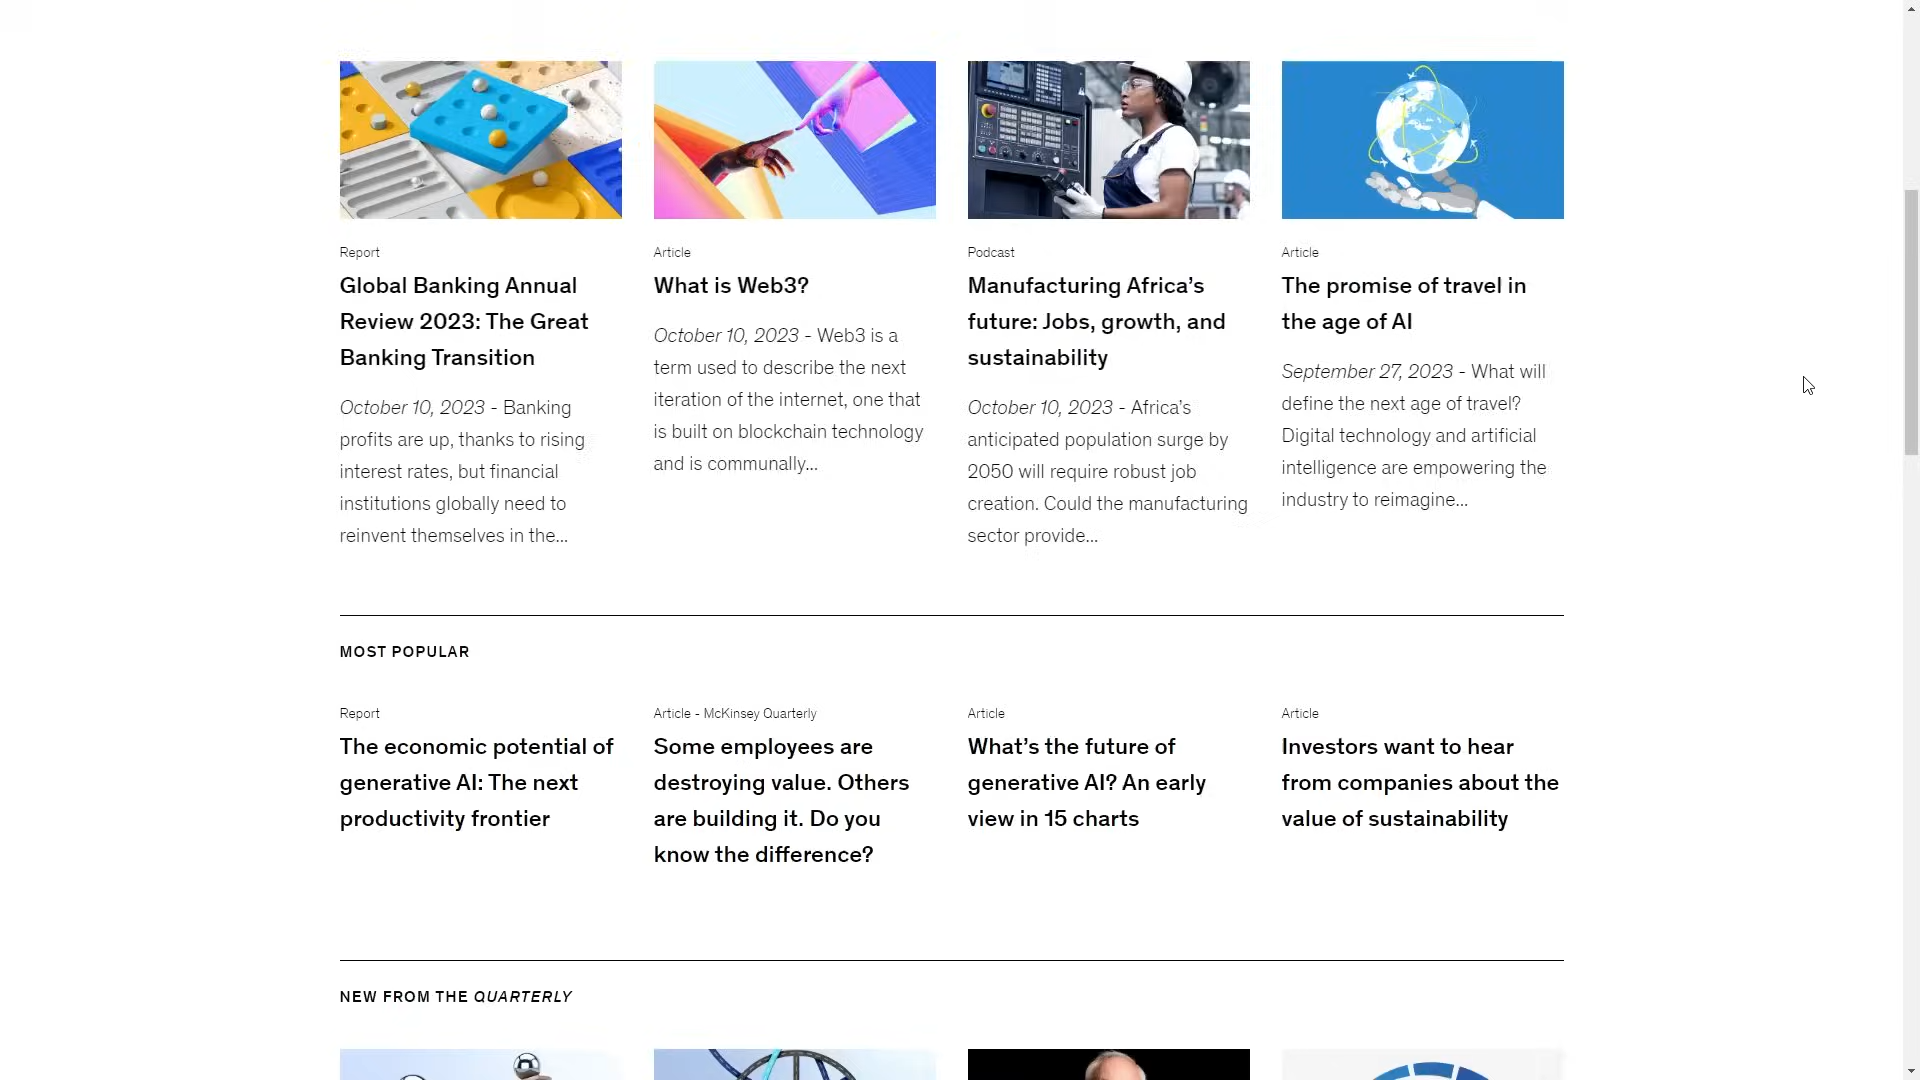 Report
Global Banking Annual
Review 2023: The Great
Banking Transition
October 10, 2023 - Banking
profits are up, thanks to rising
interest rates, but financial
institutions globally need to
reinvent themselves in the...
Article
What is Web3?
October 10, 2023 - Web3 is a
term used to describe the next
iteration of the internet, one that
is built on blockchain technology
and is communally...
Podcast
Manufacturing Africa’s
future: Jobs, growth, and
sustainability
October 10, 2023 - Africa’s
anticipated population surge by
2050 will require robust job
creation. Could the manufacturing
sector provide...
Article
The promise of travel in
the age of AI
September 27, 2023 - What will
define the next age of travel?
Digital technology and artificial
intelligence are empowering the
industry to reimagine...
MOST POPULAR
Report
The economic potential of
generative AI: The next
productivity frontier
Article - McKinsey Quarterly
Some employees are
destroying value. Others
are building it. Do you
know the difference?
Article
What’s the future of
generative AI? An early
view in 15 charts
Article
Investors want to hear
from companies about the
value of sustainability
NEW FROM THE QUARTERLY